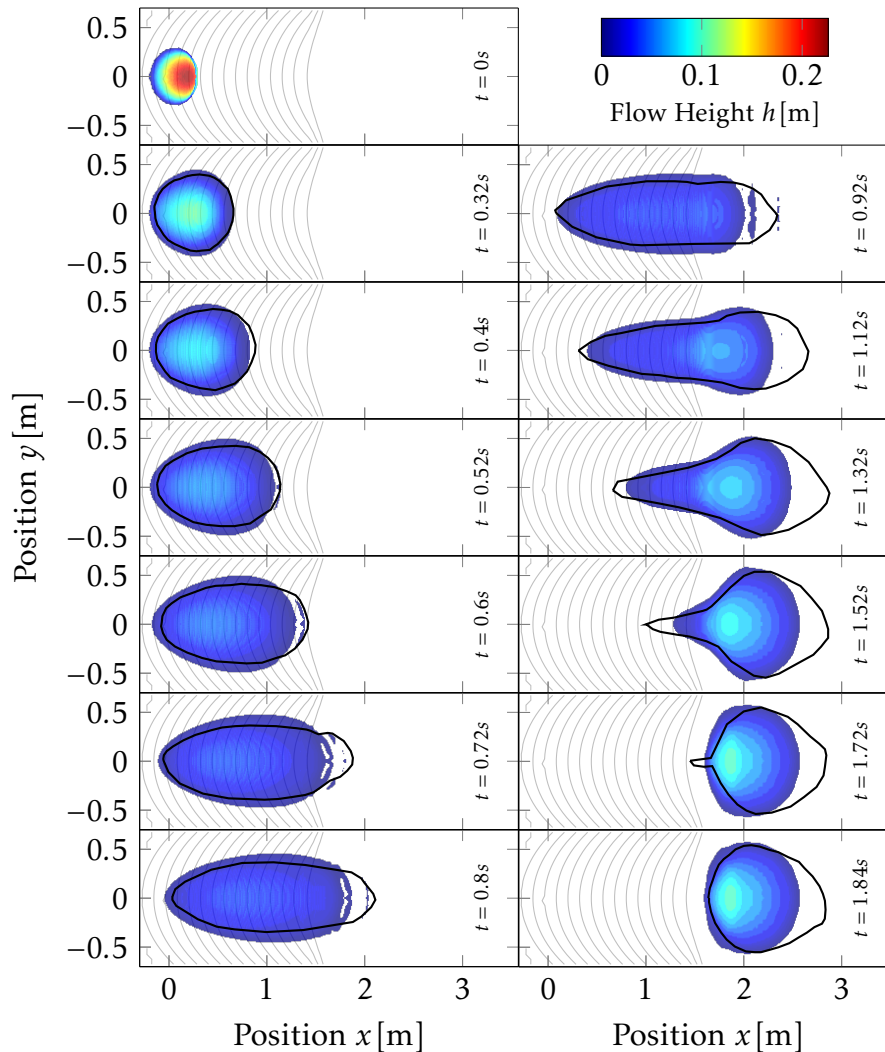 0.5
0
−0.5
t = 0s
0 0.1 0.2
Flow Height h [m]
0.5
0
−0.5
t = 0.32s
t = 0.92s
0.5
0
−0.5
t = 0.4s
t = 1.12s
Position y [m]
0.5
0
−0.5
t = 0.52s
t = 1.32s
0.5
0
−0.5
t = 0.6s
t = 1.52s
0.5
0
−0.5
t = 0.72s
t = 1.72s
0.5
0
−0.5
t = 0.8s
t = 1.84s
0 1 2 3
0 1 2 3
Position x [m]
Position x [m]